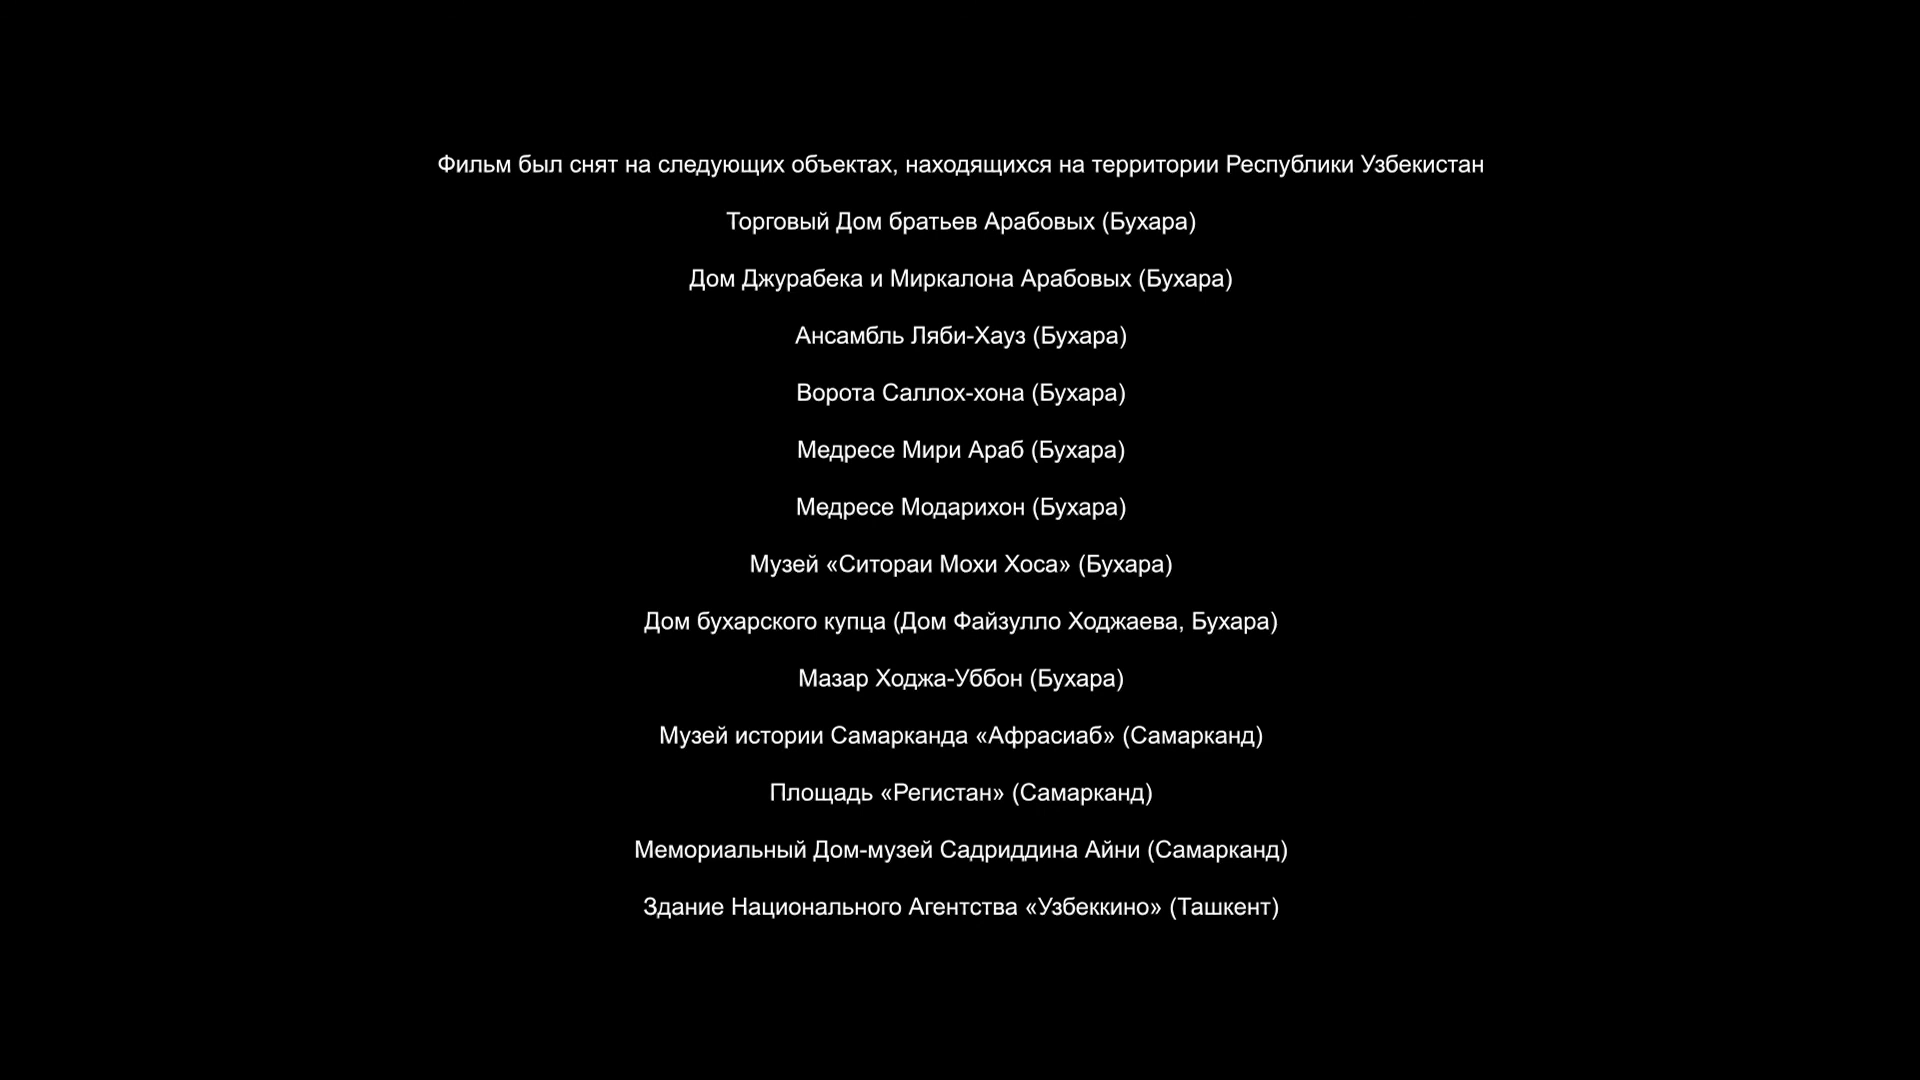 Фильм был снят на следующих объектах, находящихся на территории Республики Узбекистан
Торговый Дом братьев Арабовых (Бухара)
Дом Джурабека и Миркалона Арабовых (Бухара)
Ансамбль Ляби-Хауз (Бухара)
Ворота Саллох-хона (Бухара)
Медресе Мири Араб (Бухара)
Медресе Модарихон (Бухара)
Музей «Ситораи Мохи Хоса» (Бухара)
Дом бухарского купца (Дом Файзулло Ходжаева, Бухара)
Мазар Ходжа-Уббон (Бухара)
Музей истории Самарканда «Афрасиаб» (Самарканд)
Площадь «Регистан» (Самарканд)
Мемориальный Дом-музей Садриддина Айни (Самарканд)
Здание Национального Агентства «Узбеккино» (Ташкент)